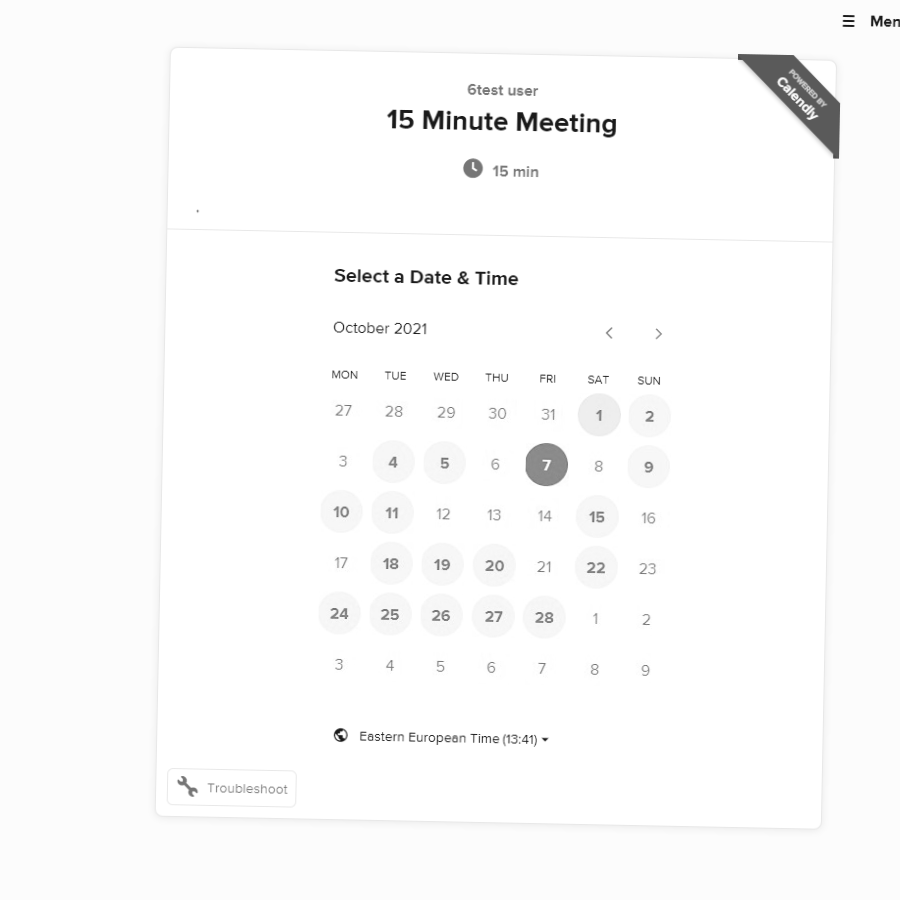 ☰ Men
POWERED BY
Calendly
6test user
15 Minute Meeting
15 min
.
Select a Date & Time
October 2021
MON TUE WED THU FRI SAT SUN
27 28 29 30 31 1 2
3 4 5 6 7 8 9
10 11 12 13 14 15 16
17 18 19 20 21 22 23
24 25 26 27 28 1 2
3 4 5 6 7 8 9
Eastern European Time (13:41)
Troubleshoot